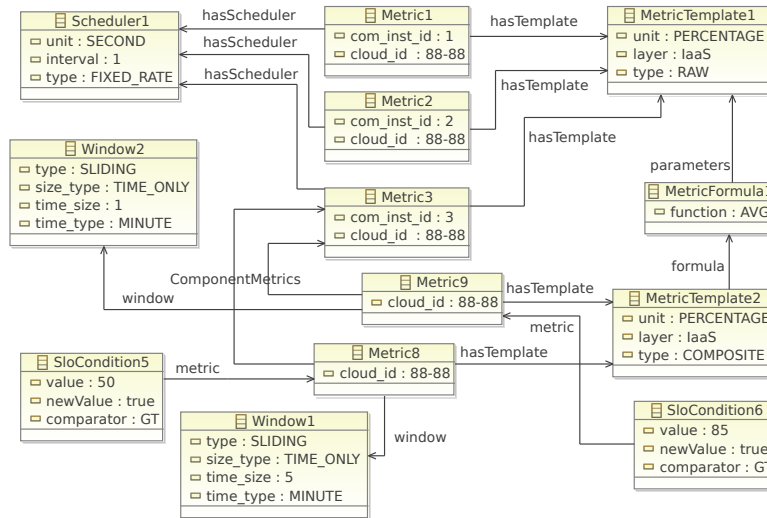 Scheduler1
unit : SECOND
interval : 1
type : FIXED_RATE
hasScheduler
hasScheduler
hasScheduler
Metric1
com_inst_id : 1
cloud_id : 88-88
hasTemplate
MetricTemplate1
unit : PERCENTAGE
layer : IaaS
type : RAW
Metric2
com_inst_id : 2
cloud_id : 88-88
hasTemplate
hasTemplate
Window2
type : SLIDING
size_type : TIME_ONLY
time_size : 1
time_type : MINUTE
Metric3
com_inst_id : 3
cloud_id : 88-88
parameters
MetricFormula1
function : AVG
formula
ComponentMetrics
window
Metric9
cloud_id : 88-88
hasTemplate
metric
MetricTemplate2
unit : PERCENTAGE
layer : IaaS
type : COMPOSITE
SloCondition5
value : 50
newValue : true
comparator : GT
metric
Metric8
cloud_id : 88-88
hasTemplate
window
Window1
type : SLIDING
size_type : TIME_ONLY
time_size : 5
time_type : MINUTE
SloCondition6
value : 85
newValue : true
comparator : GT